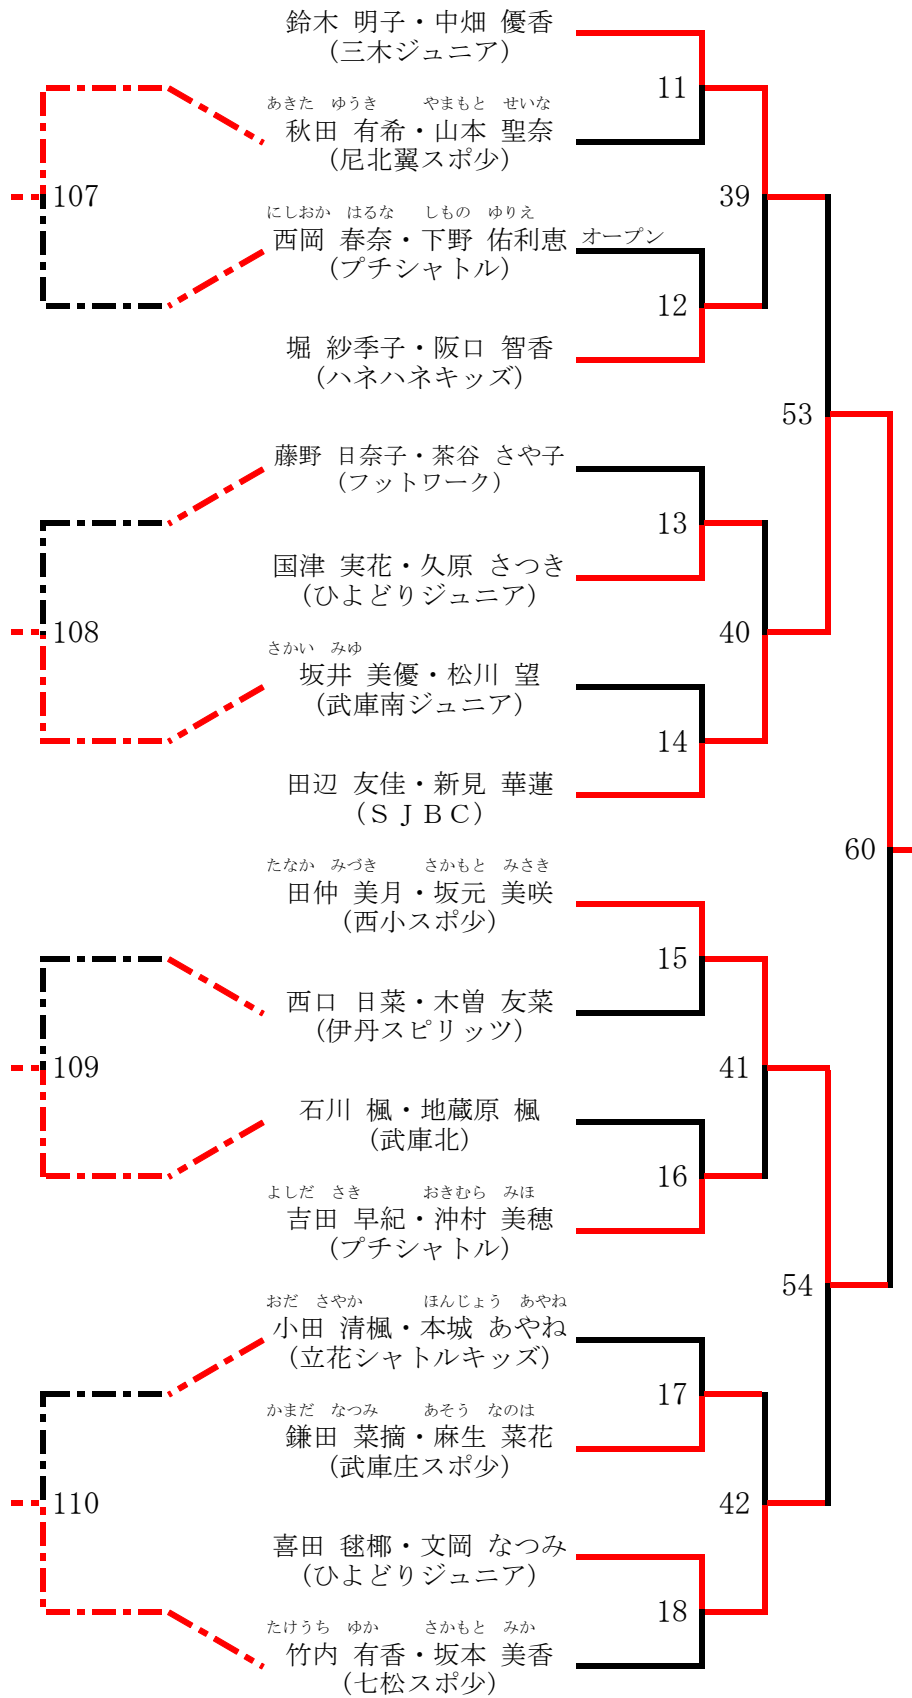 鈴木 明子・中畑 優香
（三木ジュニア）
11
あきた ゆうき やまもと せいな
秋田 有希・山本 聖奈
（尼北翼スポ少）
107
39
にしおか はるな しもの ゆりえ
西岡 春奈・下野 佑利恵 オープン
（プチシャトル）
12
堀 紗季子・阪口 智香
（ハネハネキッズ）
53
藤野 日奈子・茶谷 さや子
（フットワーク）
13
国津 実花・久原 さつき
（ひよどりジュニア）
108
40
さかい みゆ
坂井 美優・松川 望
（武庫南ジュニア）
14
田辺 友佳・新見 華蓮
（ＳＪＢＣ）
60
たなか みづき さかもと みさき
田仲 美月・坂元 美咲
（西小スポ少）
15
西口 日菜・木曽 友菜
（伊丹スピリッツ）
109
41
石川 楓・地蔵原 楓
（武庫北）
16
よしだ さき おきむら みほ
吉田 早紀・沖村 美穂
（プチシャトル）
54
おだ さやか ほんじょう あやね
小田 清楓・本城 あやね
（立花シャトルキッズ）
17
かまだ なつみ あそう なのは
鎌田 菜摘・麻生 菜花
（武庫庄スポ少）
110
42
喜田 毬椰・文岡 なつみ
（ひよどりジュニア）
18
たけうち ゆか さかもと みか
竹内 有香・坂本 美香
（七松スポ少）